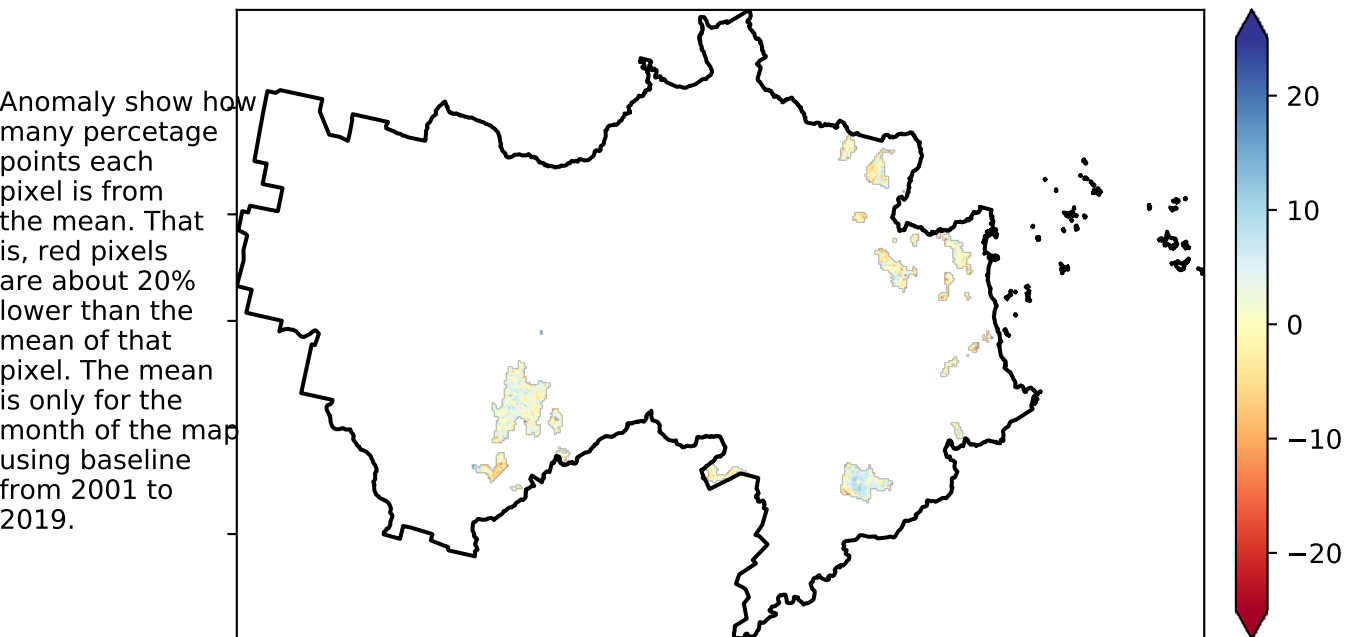 Anomaly show how
many percetage
points each
pixel is from
the mean. That
is, red pixels
are about 20%
lower than the
mean of that
pixel. The mean
is only for the
month of the map
using baseline
from 2001 to
2019.
20
10
0
−10
−20